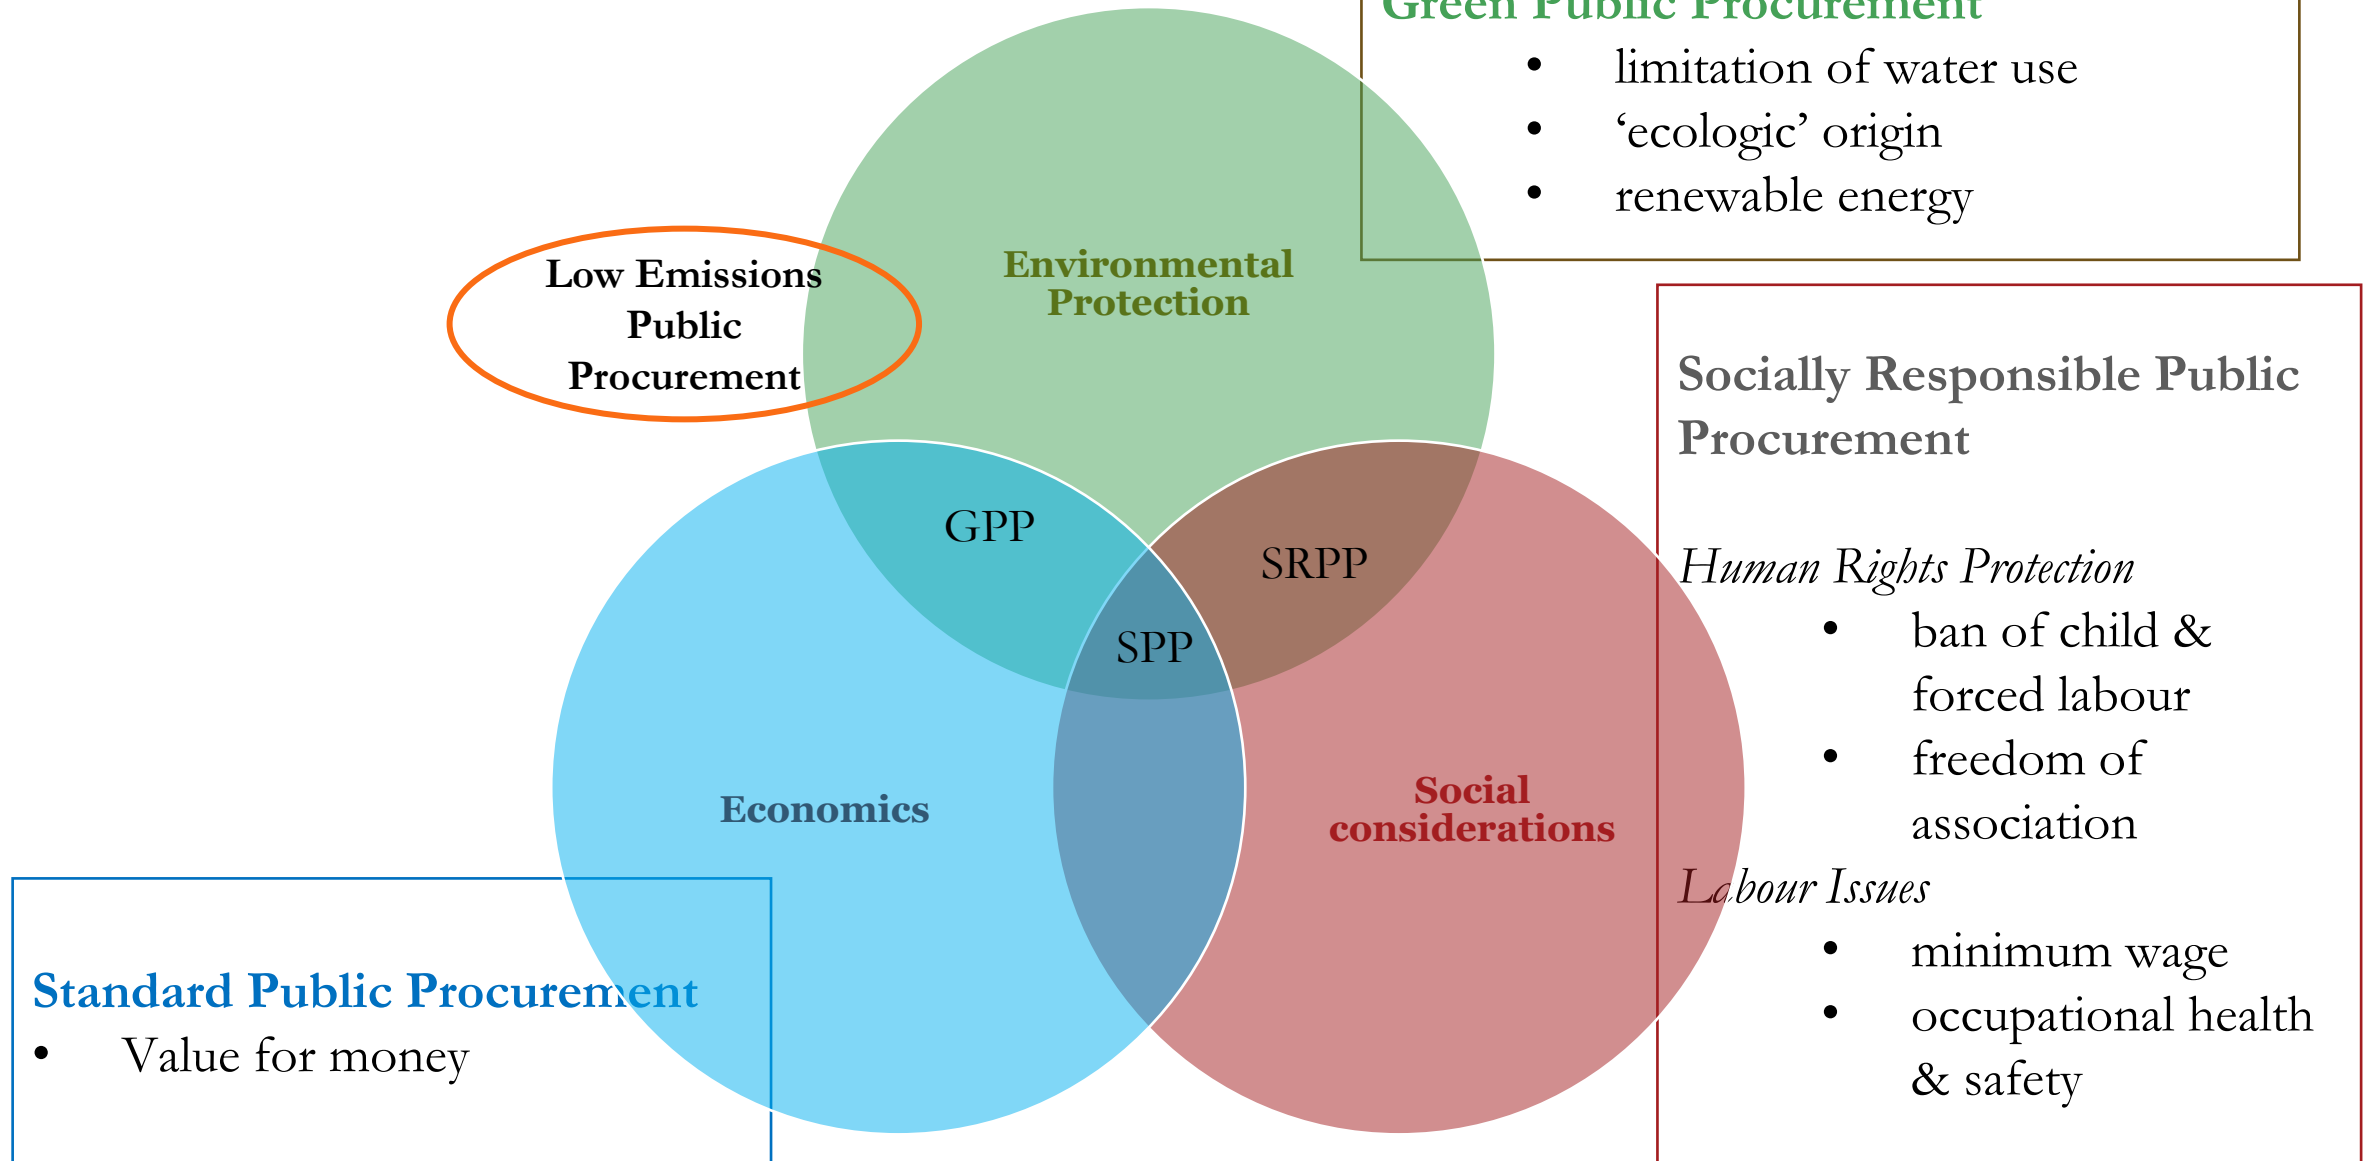 Green Public Procurement
• limitation of water use
• ‘ecologic’ origin
• renewable energy
Low Emissions
Public
Procurement
Environmental
Protection
Socially Responsible Public
Procurement
Human Rights Protection
• ban of child &
forced labour
• freedom of
association
Labour Issues
• minimum wage
• occupational health
& safety
GPP
SRPP
SPP
Economics
Social
considerations
Standard Public Procurement
• Value for money